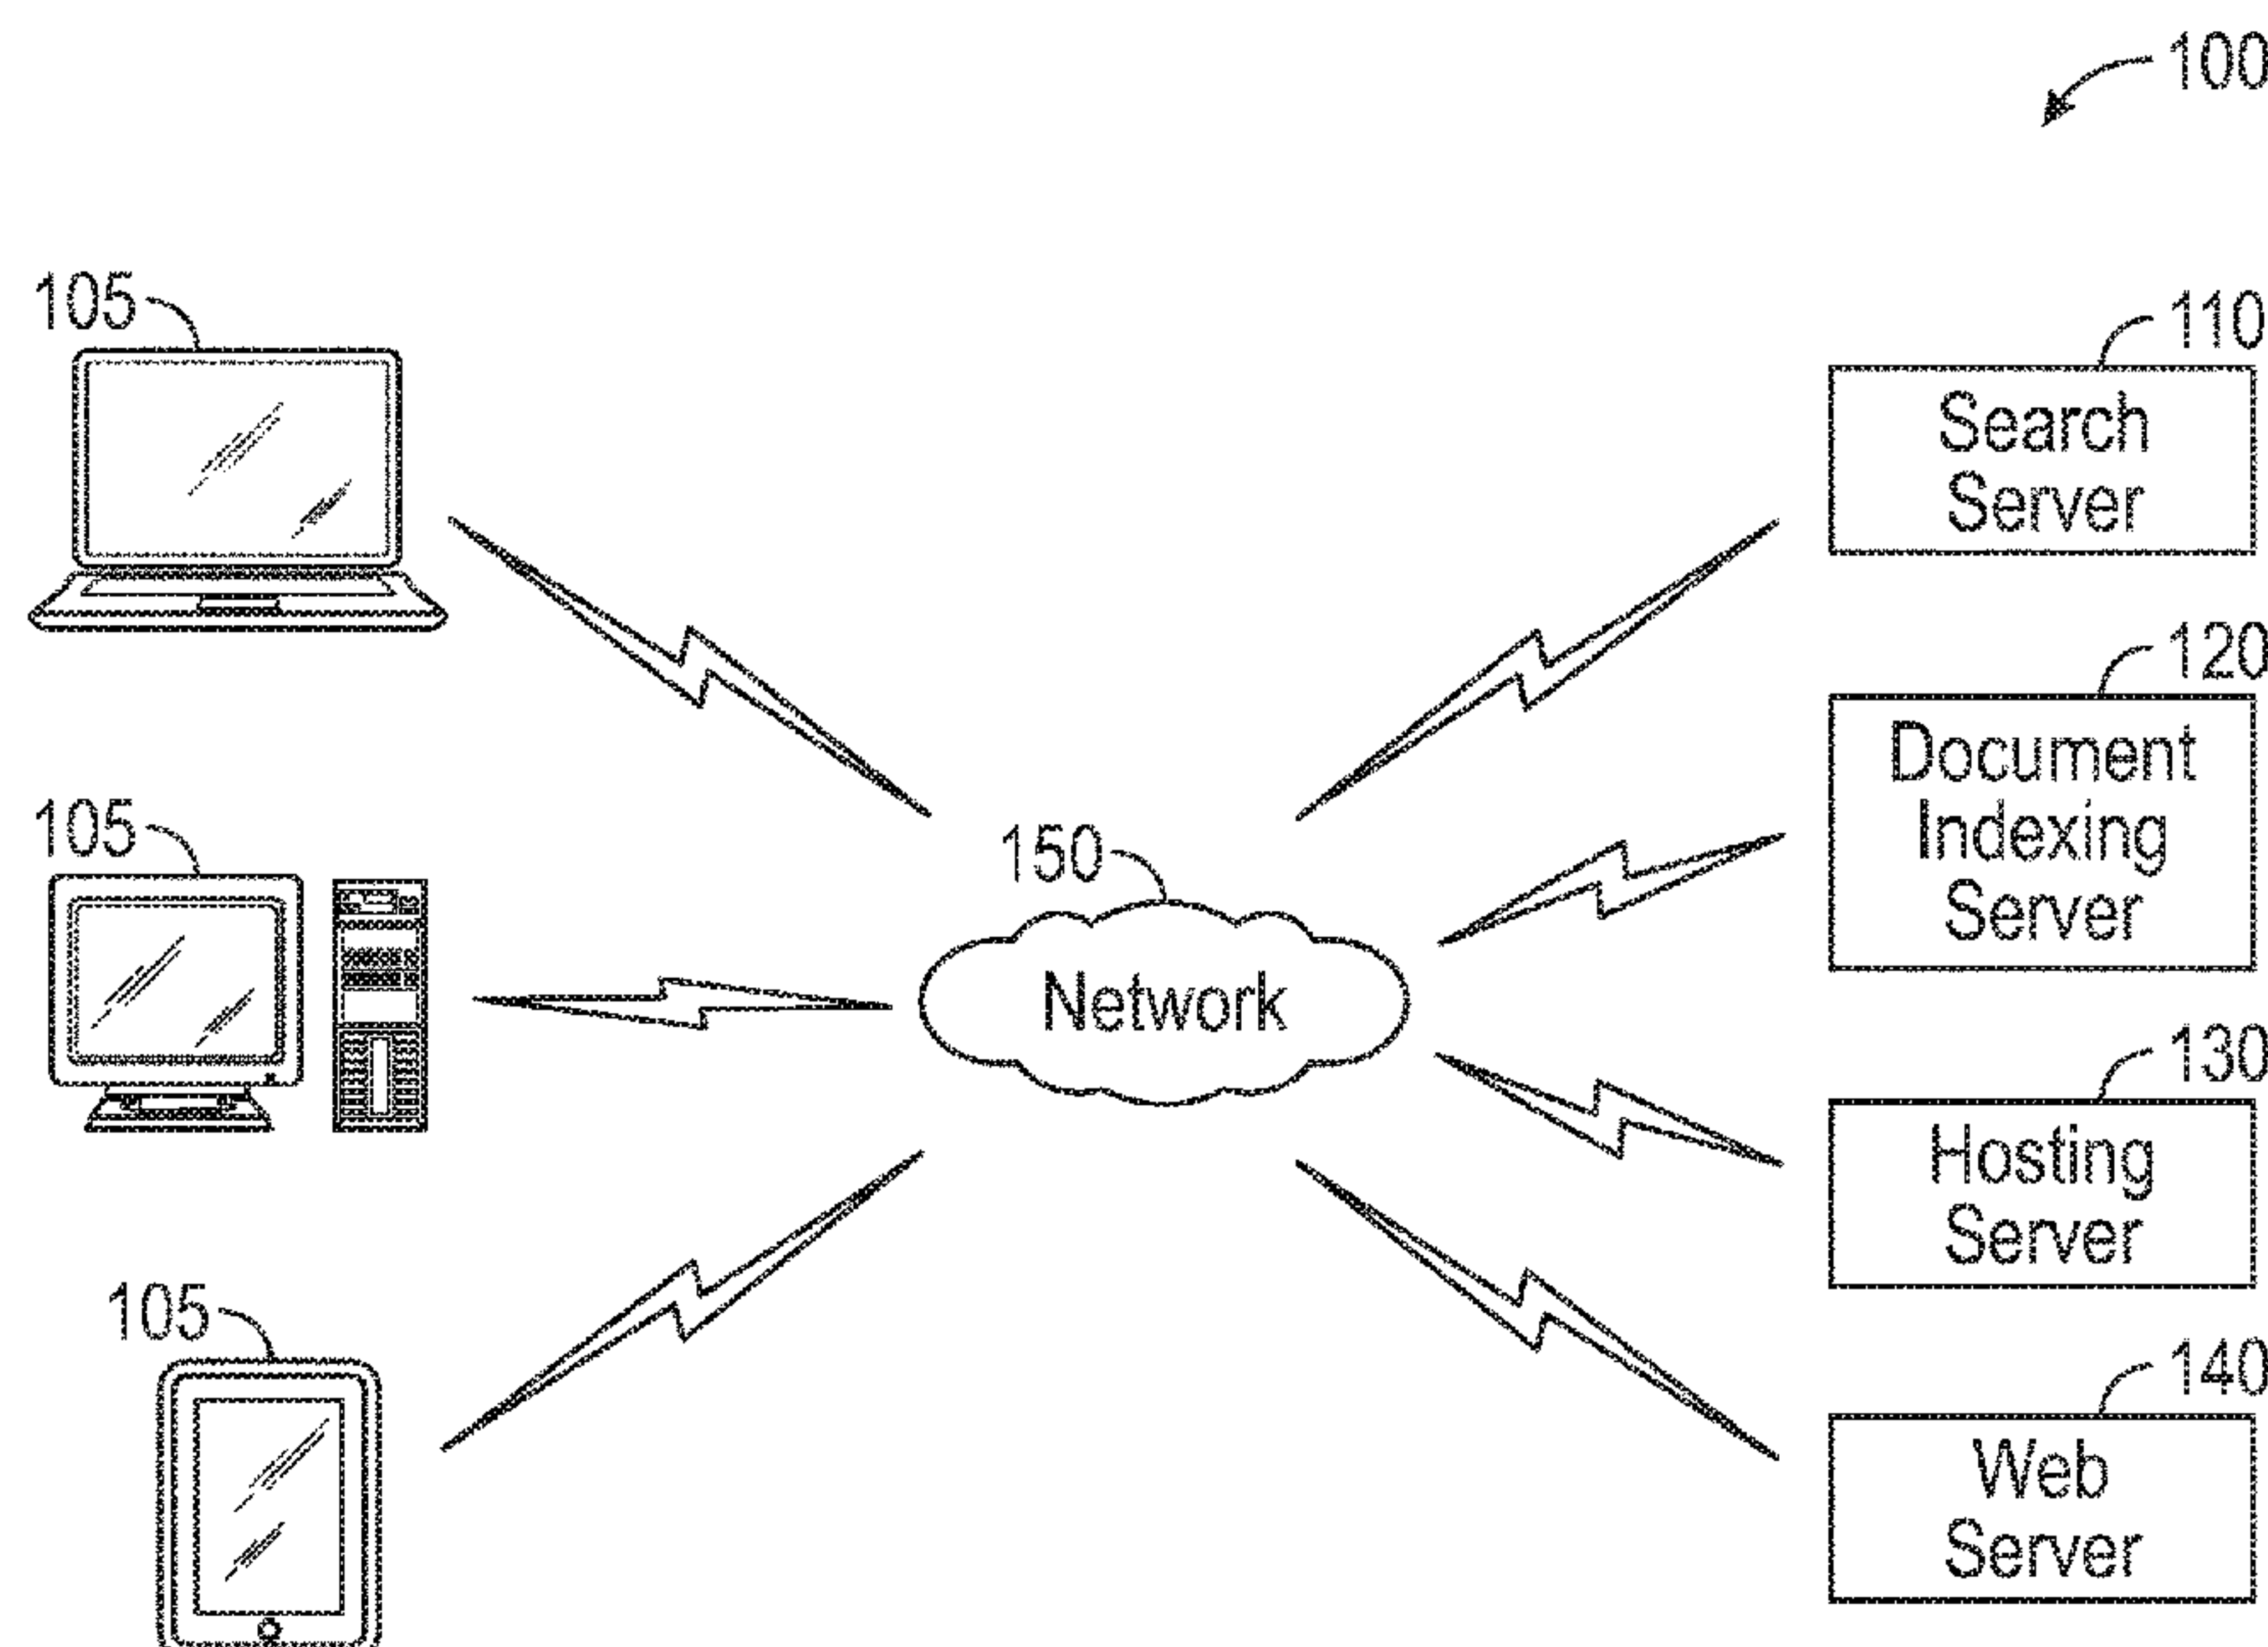 100
105
110
Search
Server
120
Document
Indexing
Server
105
150
Network
130
Hosting
Server
105
140
Web
Server